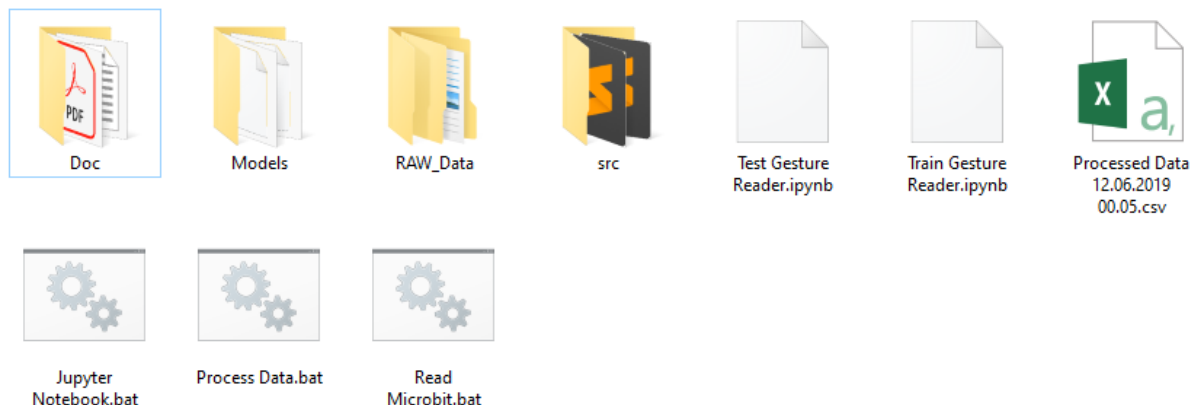 Doc
Models
RAW_Data
src
Test Gesture
Reader.ipynb
Train Gesture
Reader.ipynb
Processed Data
12.06.2019
00.05.csv
Jupyter
Notebook.bat
Process Data.bat
Read
Microbit.bat
PDF
X
a,